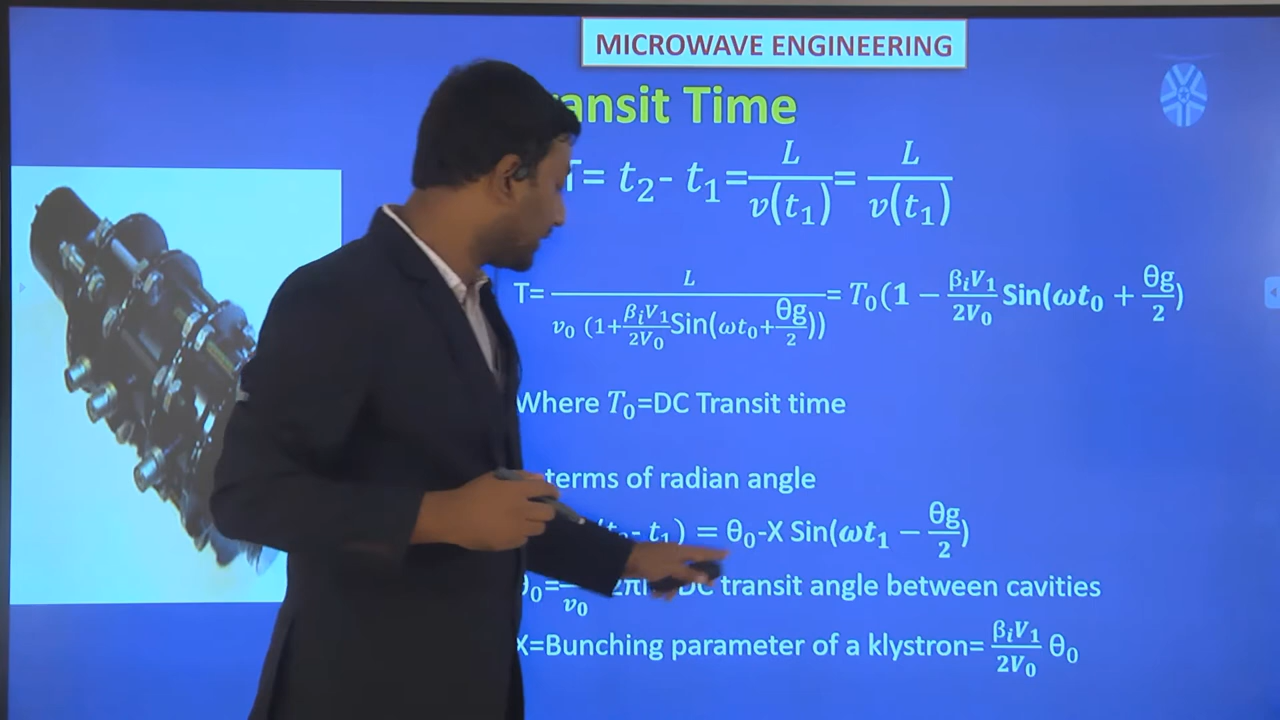 MICROWAVE ENGINEERING
ansit Time
T= t₂- t₁=L/v(t₁)= L/v(t₁)
T= L/(v₀ (1+βᵢV₁/2V₀ Sin(ωt₀+θg/2))= T₀(1 − βᵢV₁/2V₀ Sin(ωt₀ + θg/2)
Where T₀=DC Transit time
terms of radian angle
t₁) = θ₀-X Sin(ωt₁ − θg/2)
θ₀= /v₀ DC transit angle between cavities
X=Bunching parameter of a klystron= βᵢV₁/2V₀ θ₀